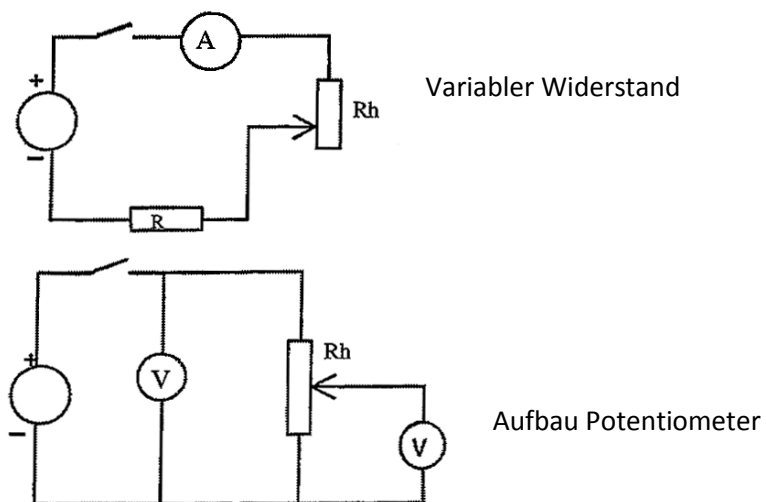 A
+
Variabler Widerstand
Rh
−
R
+
Rh
V
−
V
Aufbau Potentiometer